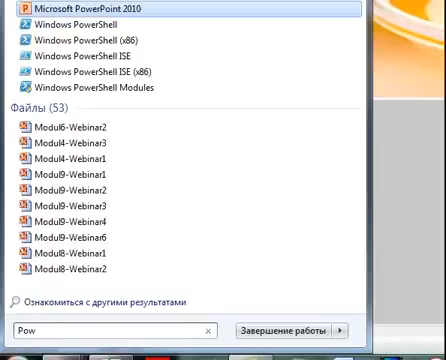 Microsoft PowerPoint 2010
Windows PowerShell
Windows PowerShell (x86)
Windows PowerShell ISE
Windows PowerShell ISE (x86)
Windows PowerShell Modules
Файлы (53)
Modul6-Webinar2
Modul4-Webinar3
Modul4-Webinar1
Modul9-Webinar1
Modul9-Webinar2
Modul9-Webinar3
Modul9-Webinar4
Modul9-Webinar6
Modul8-Webinar1
Modul8-Webinar2
Ознакомиться с другими результатами
Pow
Завершение работы